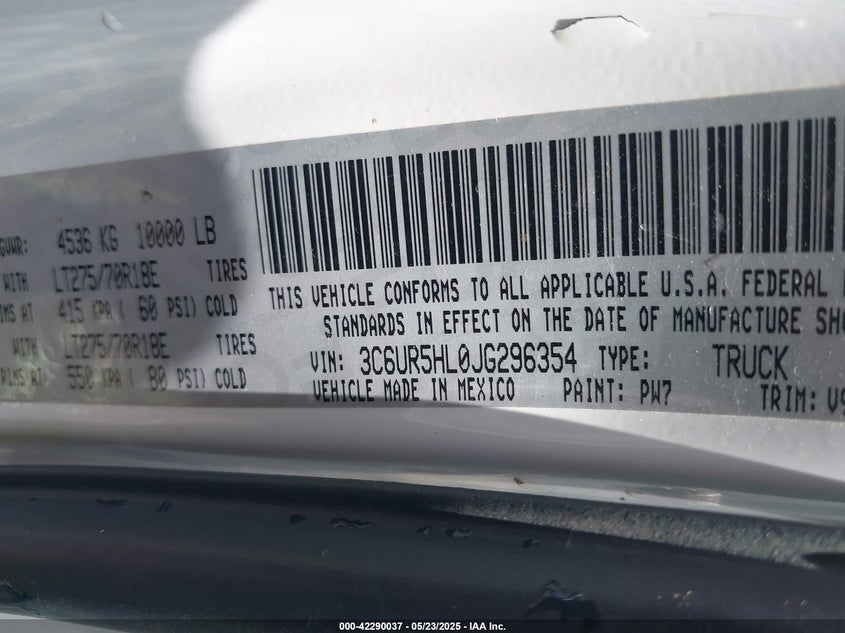 GVWR: 4536 KG 10000 LB
WITH LT275/70R18E TIRES
RIMS AT 415 KPA ( 60 PSI) COLD
WITH LT275/70R18E TIRES
RIMS AT 550 KPA ( 80 PSI) COLD
THIS VEHICLE CONFORMS TO ALL APPLICABLE U.S.A. FEDERAL
STANDARDS IN EFFECT ON THE DATE OF MANUFACTURE SHO
VIN: 3C6UR5HL0JG296354 TYPE: TRUCK
VEHICLE MADE IN MEXICO PAINT: PW7 TRIM: V9
000-42290037 - 05/23/2025 - IAA Inc.